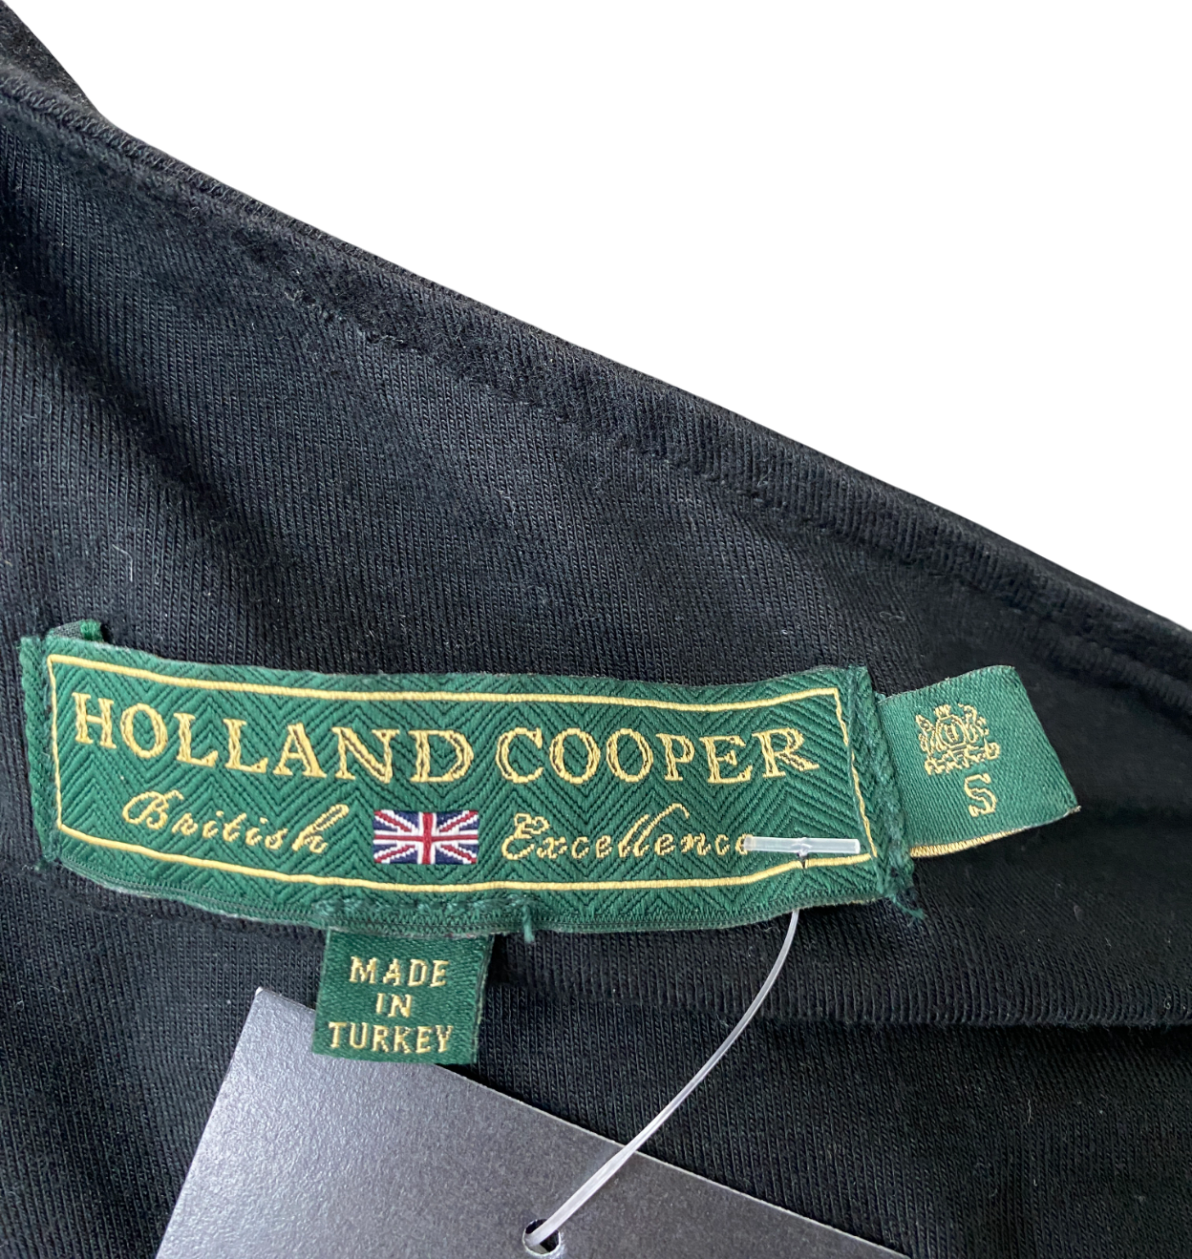 HOLLAND COOPER
British Excellence
S
MADE
IN
TURKEY